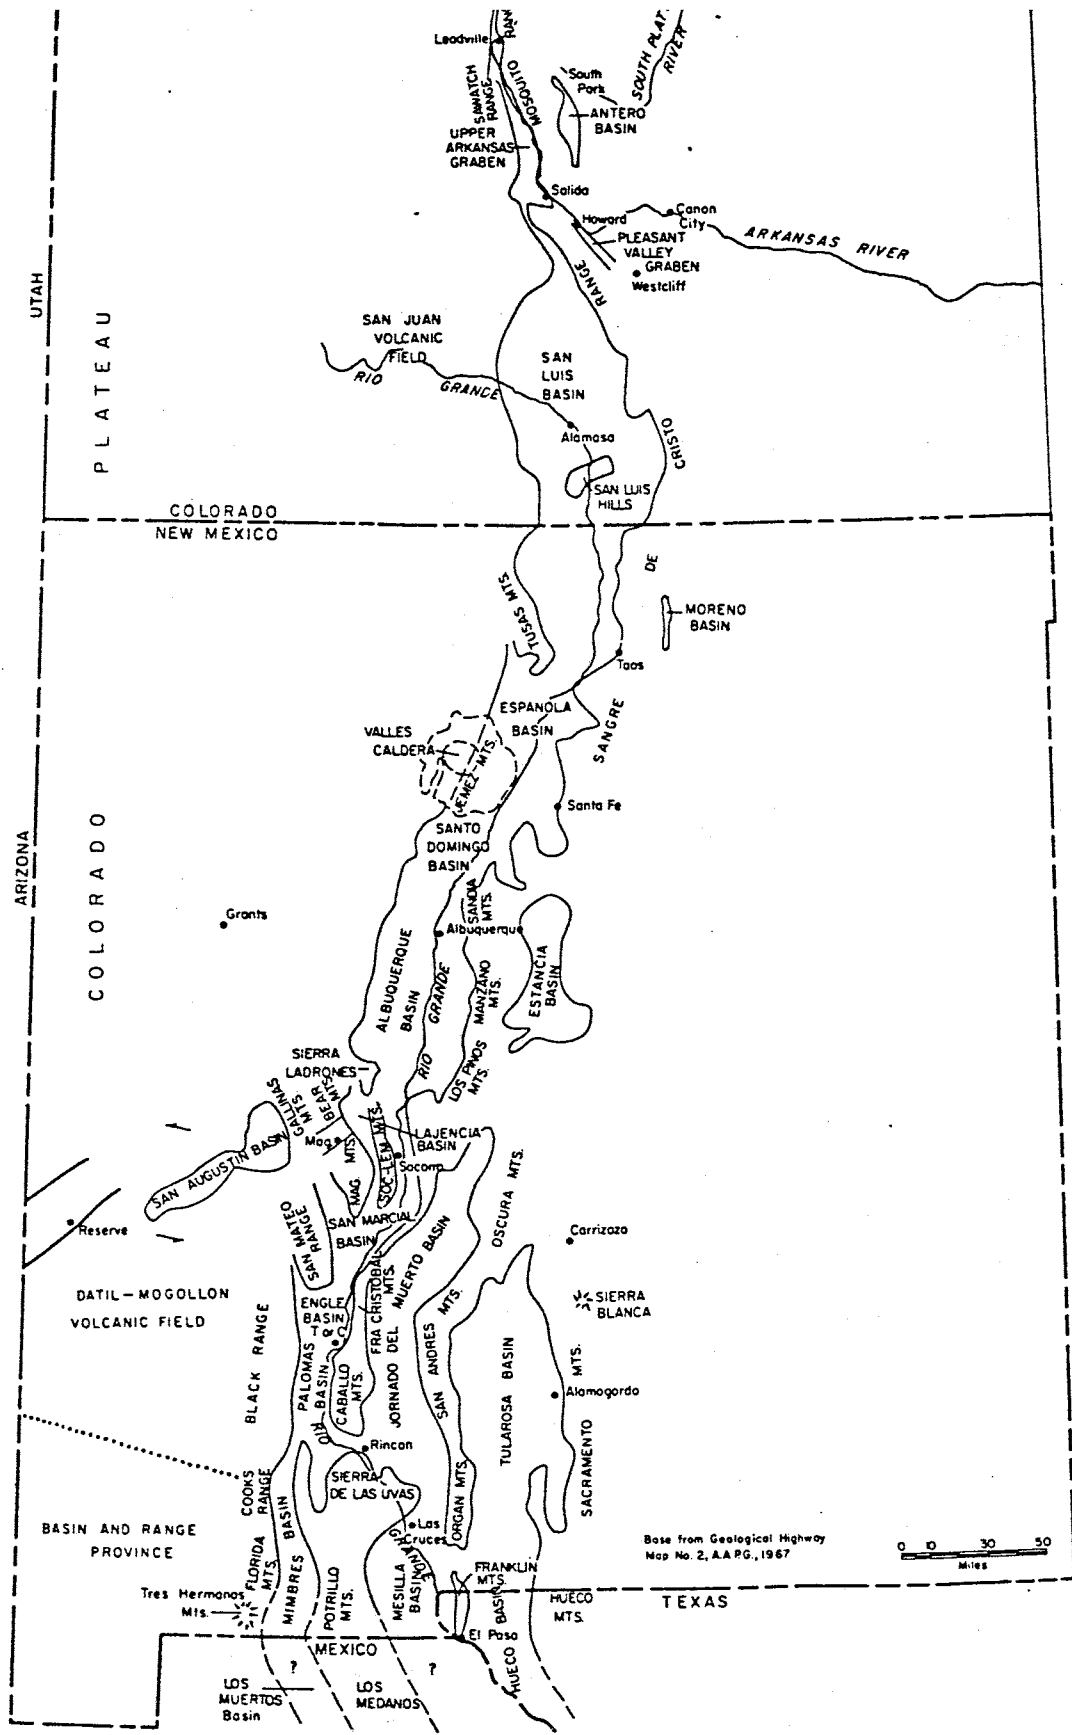 Leadville
SAWATCH
RANGE
MOSQUITO
RAN
South
Park
SOUTH PLAT
RIVER
ANTERO
BASIN
UPPER
ARKANSAS
GRABEN
Salida
Howard
Canon
City
ARKANSAS RIVER
PLEASANT
VALLEY
GRABEN
Westcliff
RANGE
UTAH
PLATEAU
SAN JUAN
VOLCANIC
FIELD
RIO
GRANDE
SAN
LUIS
BASIN
Alamosa
CRISTO
SAN LUIS
HILLS
COLORADO
NEW MEXICO
TUSAS MTS.
DE
MORENO
BASIN
Taos
ESPANOLA
BASIN
SANGRE
VALLES
CALDERA
JEMEZ MTS.
Santa Fe
SANTO
DOMINGO
BASIN
ARIZONA
COLORADO
Grants
SANDIA
MTS.
Albuquerqu
ALBUQUERQUE
BASIN
RIO
GRANDE
MANZANO
MTS.
ESTANCIA
BASIN
SIERRA
LADRONES
LOS PINOS
MTS.
GALLINAS
MTS.
BEAR
MTS.
LAJENCIA
BASIN
Mag.
MAG. MTS.
SOC-LEM MTS.
Socorro
SAN AUGUSTIN BASIN
Reserve
SAN MATEO
RANGE
SAN MARCIAL
BASIN
OSCURA MTS.
Carrizozo
DATIL-MOGOLLON
VOLCANIC FIELD
ENGLE
BASIN
T or C
FRA CRISTOBAL
MTS.
JORNADO DEL MUERTO BASIN
SAN ANDRES MTS.
SIERRA
BLANCA
BLACK RANGE
PALOMAS
BASIN
CABALLO
MTS.
TULAROSA BASIN
Alamogordo
SACRAMENTO MTS.
RIO
Rincon
COOKS
RANGE
SIERRA
DE LAS UVAS
ORGAN MTS.
BASIN AND RANGE
PROVINCE
Las
Cruces
GRANDE
Base from Geological Highway
Map No. 2, A.A.P.G., 1967
0 10 30 50
Miles
FLORIDA
MTS.
MIMBRES BASIN
POTRILLO
MTS.
MESILLA
BASIN
FRANKLIN
MTS.
Tres Hermanos
Mts.
HUECO BASIN
HUECO
MTS.
TEXAS
El Paso
MEXICO
?
?
LOS
MUERTOS
Basin
LOS
MEDANOS